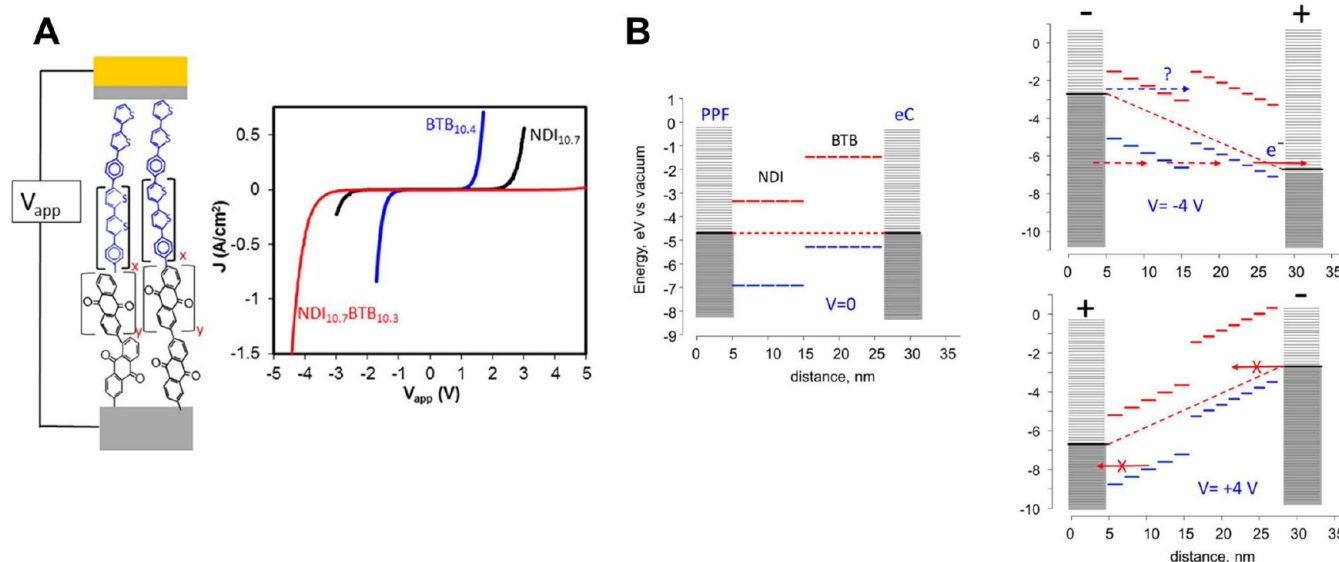 A
V_app
S
S
S
S
S
S
S
S
x
x
O
O
O
O
y
y
O
O
O
O
J (A/cm²)
1
0.5
0
-0.5
-1
-1.5
BTB₁₀.₄
NDI₁₀.₇
NDI₁₀.₇BTB₁₀.₃
-5 -4 -3 -2 -1 0 1 2 3 4 5
V_app (V)
B
Energy, eV vs vacuum
1
0
-1
-2
-3
-4
-5
-6
-7
-8
-9
PPF
eC
BTB
NDI
V=0
0 5 10 15 20 25 30 35
distance, nm
- +
0
-2
-4
-6
-8
-10
?
e⁻
V= -4 V
0 5 10 15 20 25 30 35
+ -
0
-2
-4
-6
-8
-10
X
X
V= +4 V
0 5 10 15 20 25 30 35
distance, nm